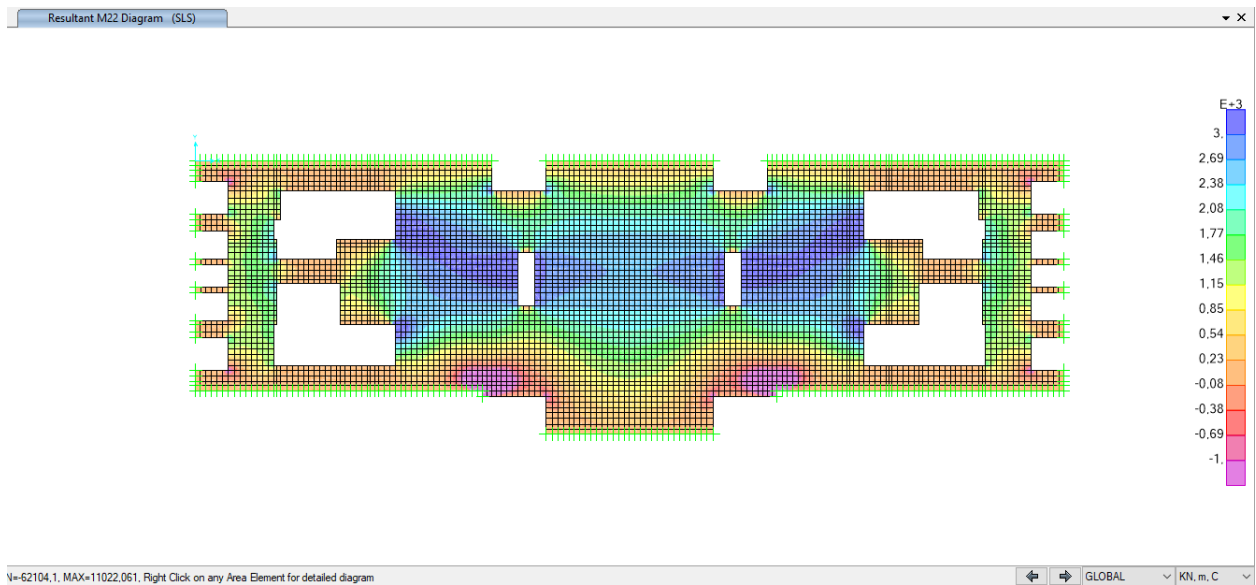 Resultant M22 Diagram (SLS)
E+3
3,
2.69
2.38
2.08
1.77
1.46
1.15
0.85
0.54
0.23
-0.08
-0.38
-0.69
-1,
Y
N=-62104,1, MAX=11022,061, Right Click on any Area Element for detailed diagram
GLOBAL
KN, m, C